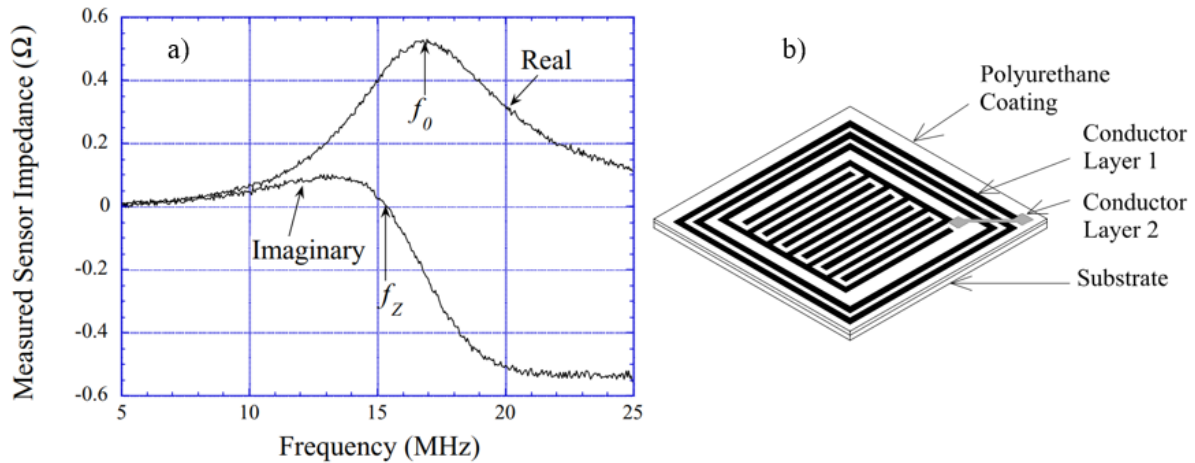 Measured Sensor Impedance (Ω)
0.6
0.4
0.2
0
-0.2
-0.4
-0.6
a)
Real
f0
Imaginary
fZ
5
10
15
20
25
Frequency (MHz)
b)
Polyurethane
Coating
Conductor
Layer 1
Conductor
Layer 2
Substrate